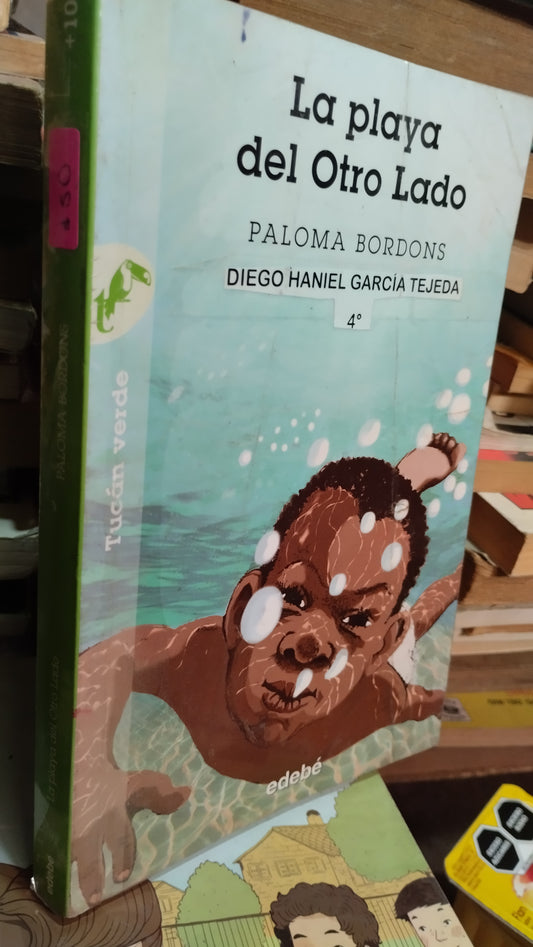 La playa
del Otro Lado
PALOMA BORDONS
DIEGO HANIEL GARCÍA TEJEDA
4°
Tucán verde
edebé
+10
$50
PALOMA BORDONS
La playa del Otro Lado
edebé